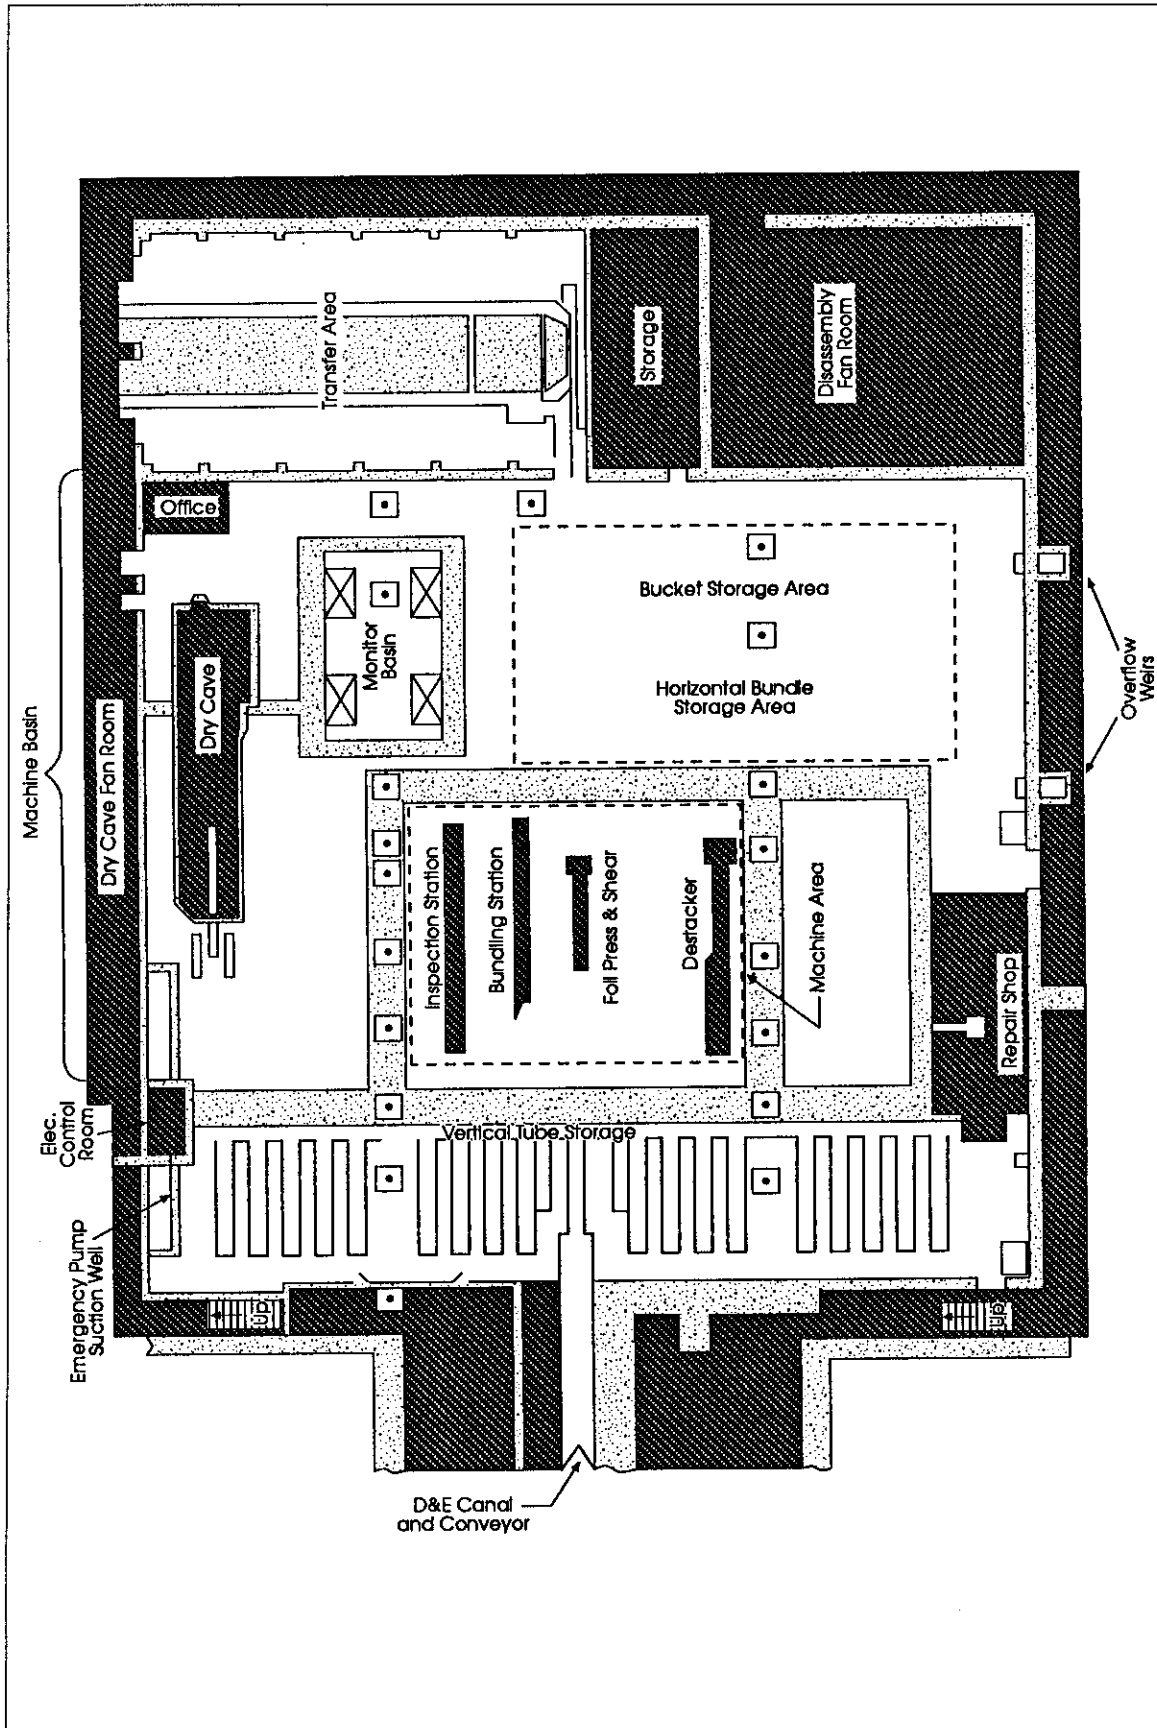 Machine Basin
Dry Cave Fan Room
Elec.
Control
Room
Emergency Pump
Suction Well
Office
Dry Cave
Transfer Area
Monitor
Basin
Storage
Disassembly
Fan Room
Bucket Storage Area
Horizontal Bundle
Storage Area
Inspection Station
Bundling Station
Foil Press & Shear
Destacker
Machine Area
Repair Shop
Overflow
Weirs
Vertical Tube Storage
up
up
D&E Canal
and Conveyor